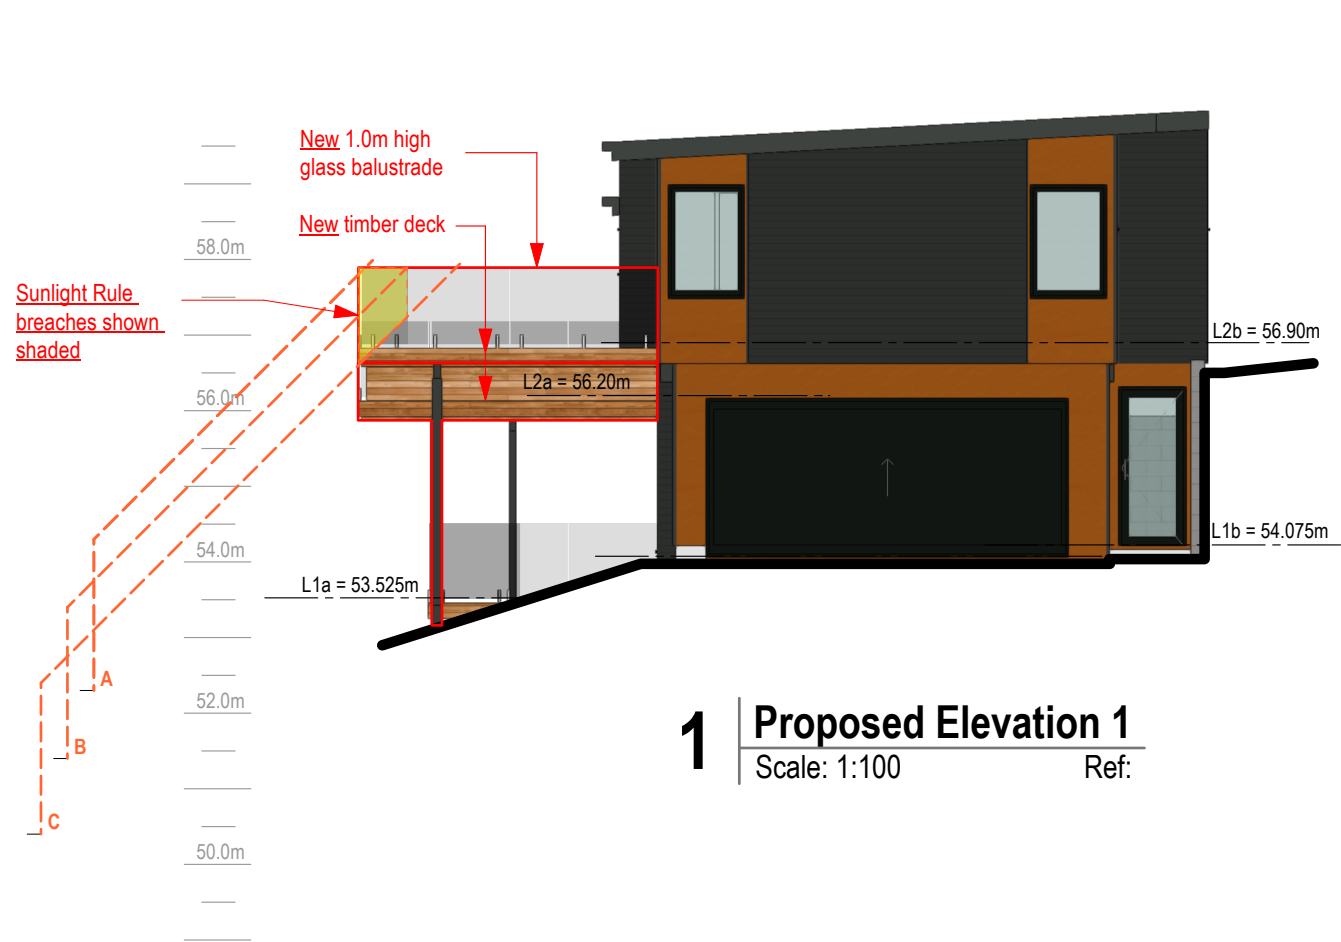 New 1.0m high
glass balustrade
New timber deck
58.0m
Sunlight Rule
breaches shown
shaded
L2b = 56.90m
L2a = 56.20m
56.0m
54.0m
L1b = 54.075m
L1a = 53.525m
A
52.0m
B
C
50.0m
1
Proposed Elevation 1
Scale: 1:100 Ref: